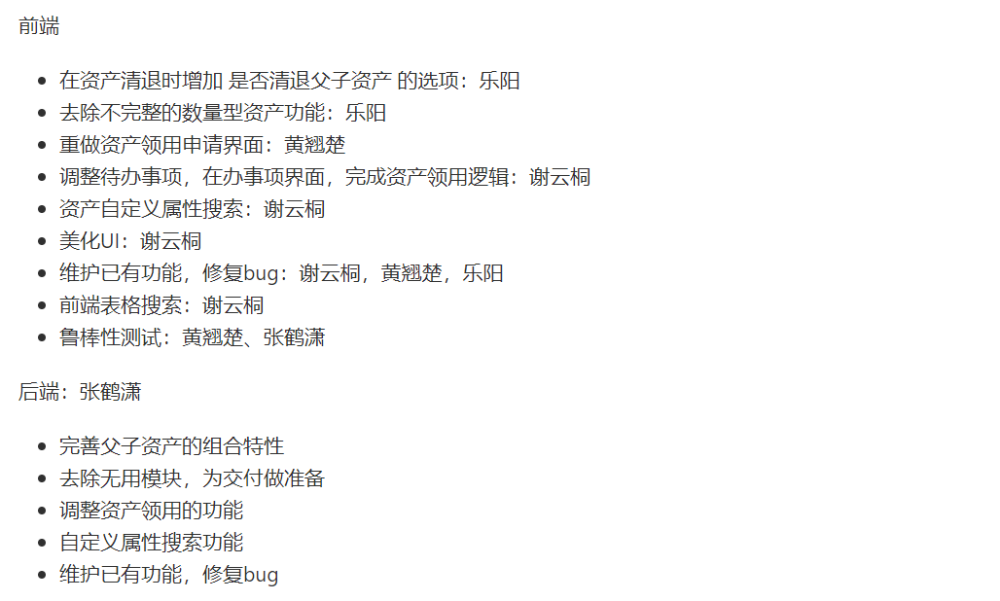 前端
在资产清退时增加 是否清退父子资产 的选项：乐阳
去除不完整的数量型资产功能：乐阳
重做资产领用申请界面：黄翘楚
调整待办事项，在办事项界面，完成资产领用逻辑：谢云桐
资产自定义属性搜索：谢云桐
美化UI：谢云桐
维护已有功能，修复bug：谢云桐，黄翘楚，乐阳
前端表格搜索：谢云桐
鲁棒性测试：黄翘楚、张鹤潇
后端：张鹤潇
完善父子资产的组合特性
去除无用模块，为交付做准备
调整资产领用的功能
自定义属性搜索功能
维护已有功能，修复bug